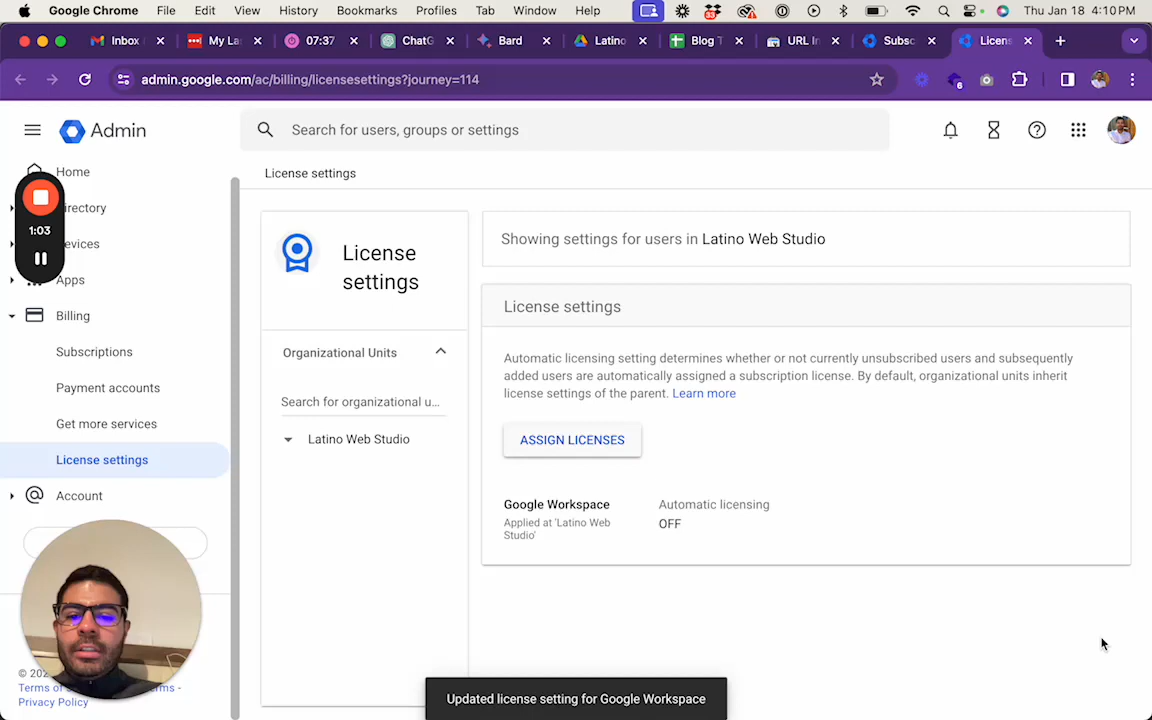 Google Chrome File Edit View History Bookmarks Profiles Tab Window Help 83 Thu Jan 18 4:10 PM
Inbox My La 07:37 ChatG Bard Latino Blog T URL In Subsc Licens
admin.google.com/ac/billing/licensesettings?journey=114
6
Admin
Search for users, groups or settings
Home
irectory
evices
Apps
Billing
Subscriptions
Payment accounts
Get more services
License settings
Account
1:03
© 202
Terms of
rms -
Privacy Policy
License settings
License
settings
Organizational Units
Search for organizational u...
Latino Web Studio
Showing settings for users in Latino Web Studio
License settings
Automatic licensing setting determines whether or not currently unsubscribed users and subsequently
added users are automatically assigned a subscription license. By default, organizational units inherit
license settings of the parent. Learn more
ASSIGN LICENSES
Google Workspace
Applied at 'Latino Web
Studio'
Automatic licensing
OFF
Updated license setting for Google Workspace